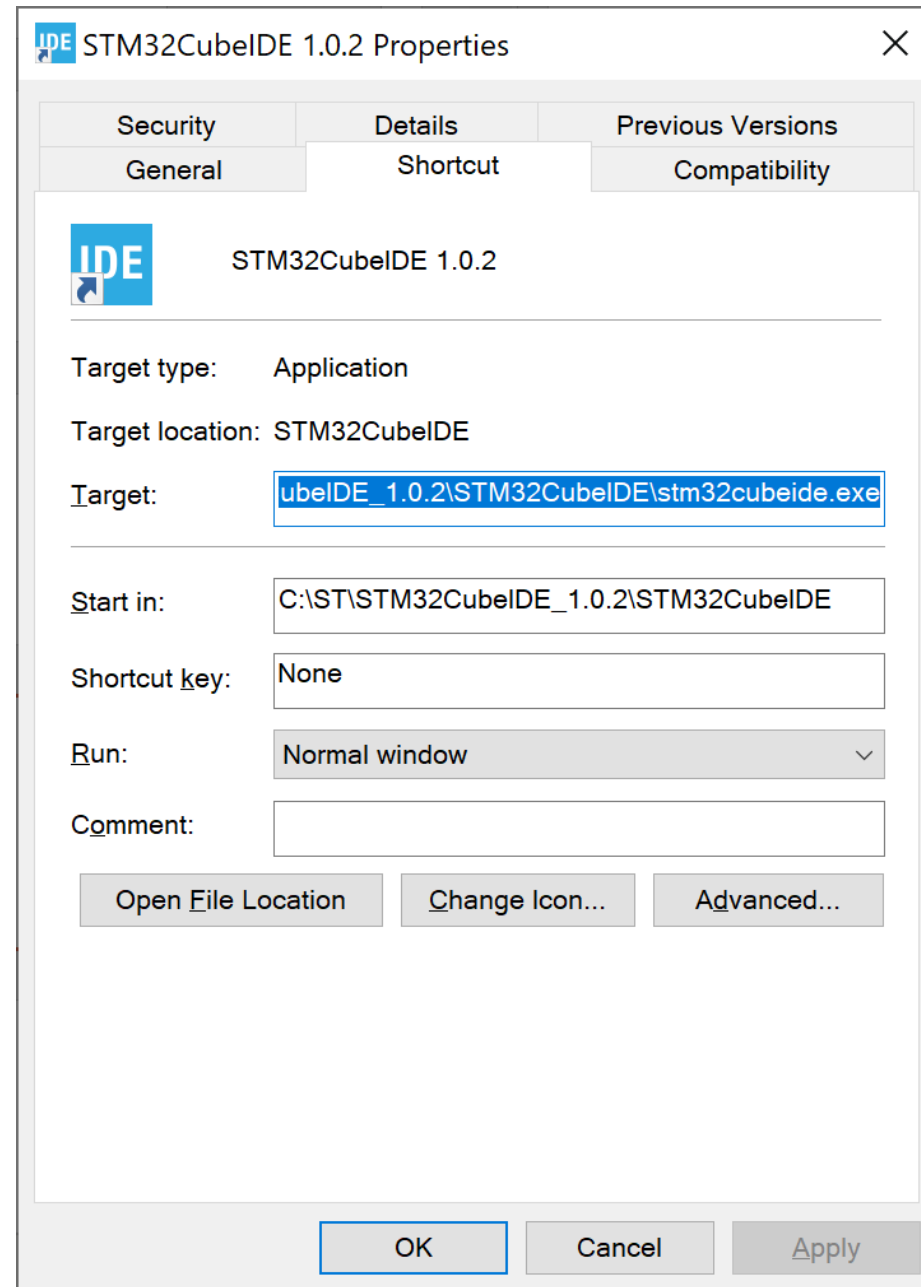 IDE STM32CubeIDE 1.0.2 Properties
Security Details Previous Versions
General Shortcut Compatibility
IDE STM32CubeIDE 1.0.2
Target type: Application
Target location: STM32CubeIDE
Target: ubeIDE_1.0.2\STM32CubeIDE\stm32cubeide.exe
Start in: C:\ST\STM32CubeIDE_1.0.2\STM32CubeIDE
Shortcut key: None
Run: Normal window
Comment:
Open File Location Change Icon... Advanced...
OK Cancel Apply